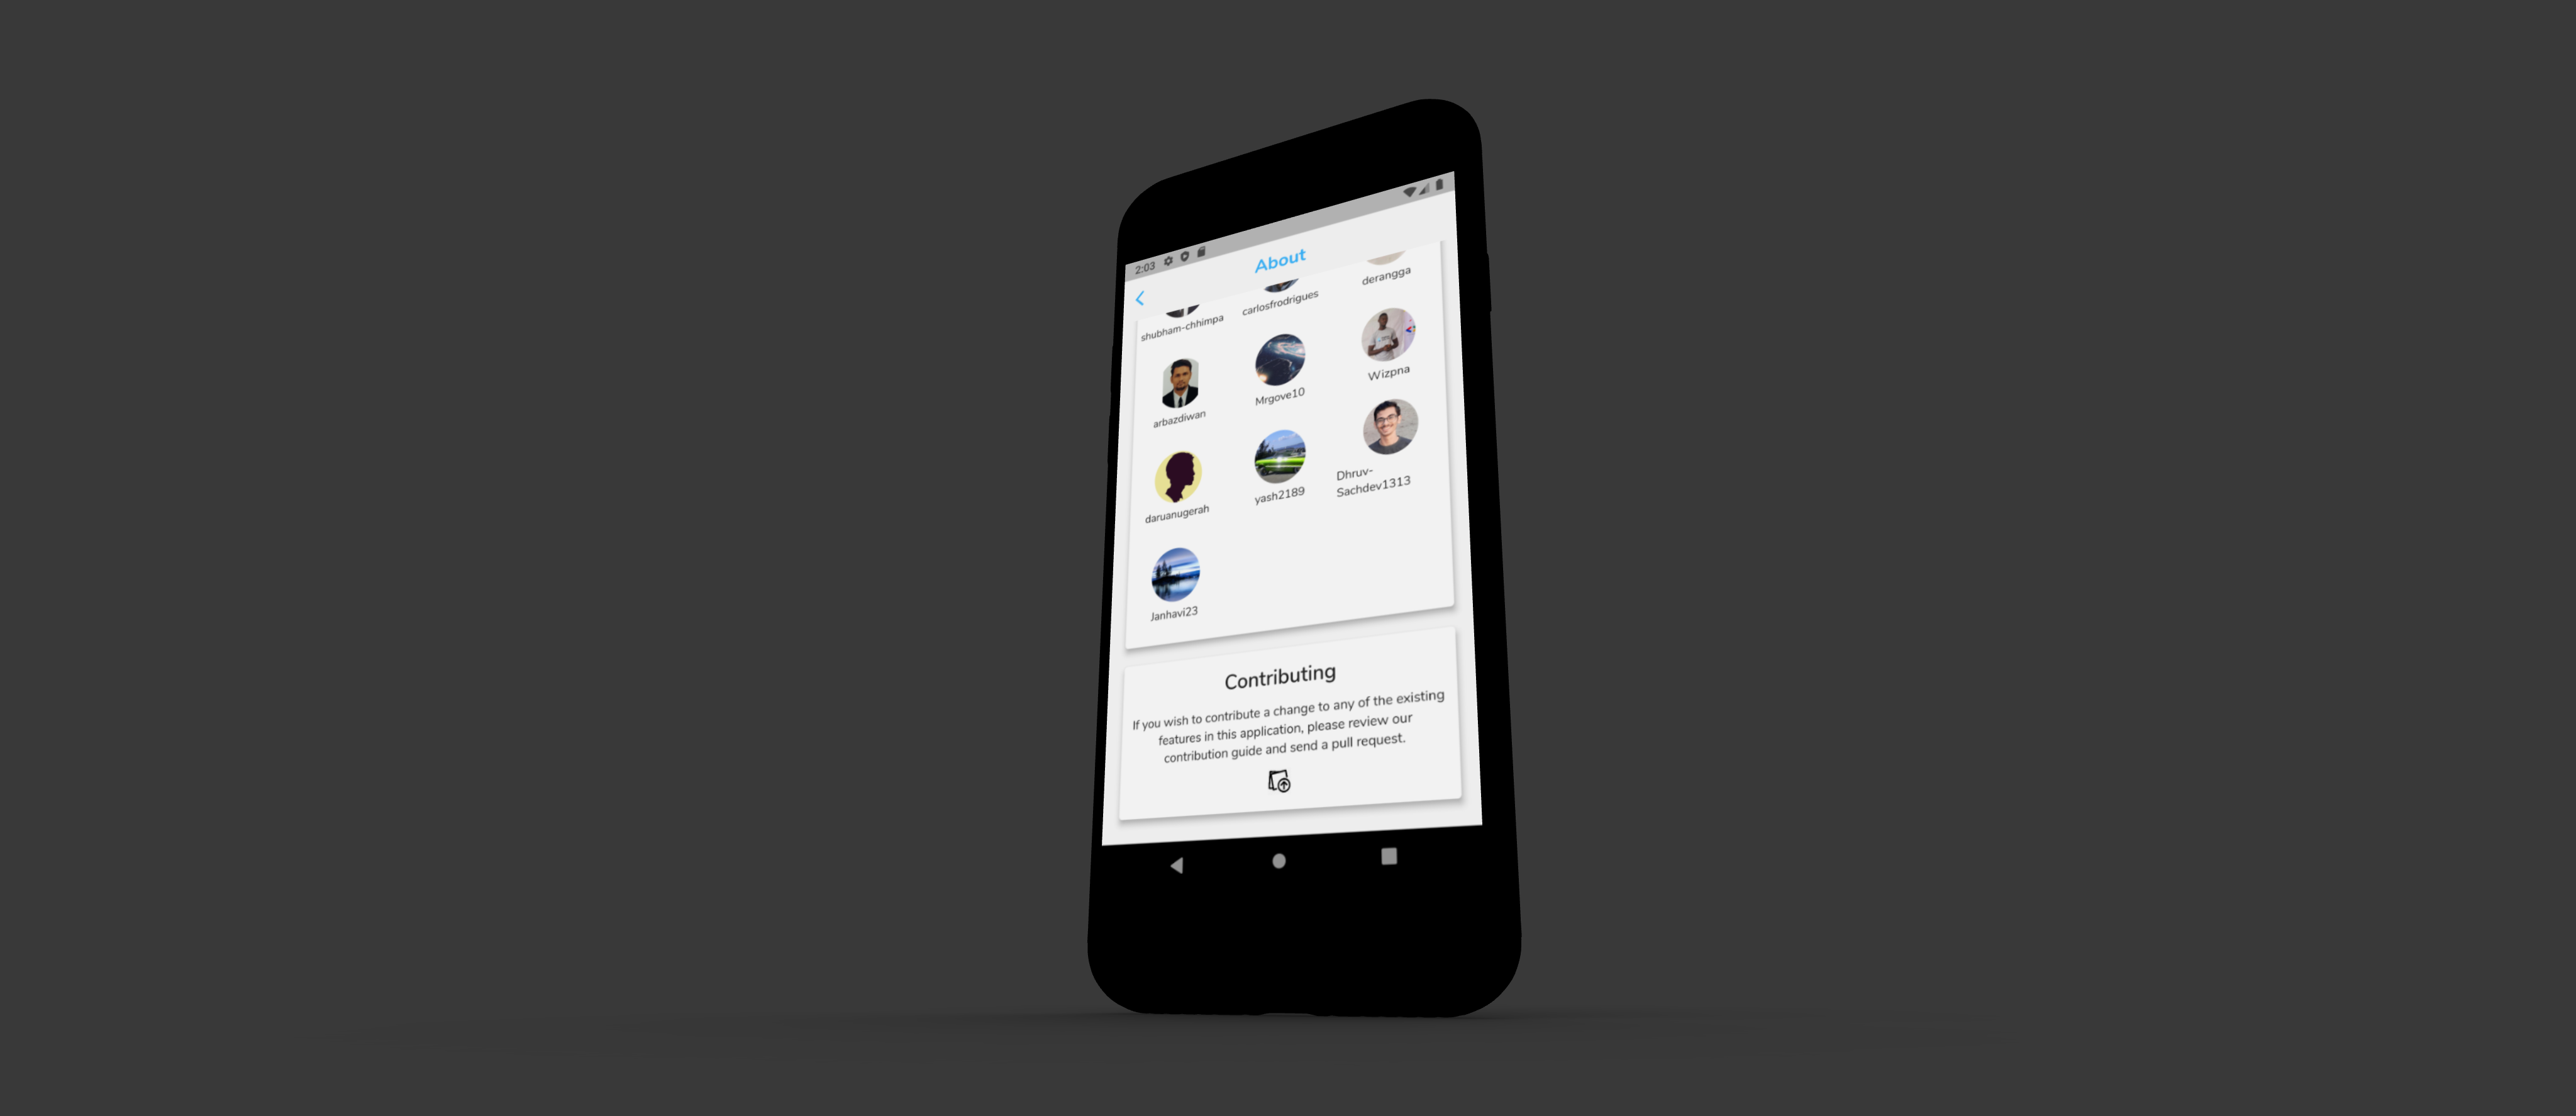 2:03
About
shubham-chhimpa
carlosfrodrigues
derangga
arbazdiwan
Mrgove10
Wizpna
daruanugerah
yash2189
Dhruv-
Sachdev1313
Janhavi23
Contributing
If you wish to contribute a change to any of the existing
features in this application, please review our
contribution guide and send a pull request.